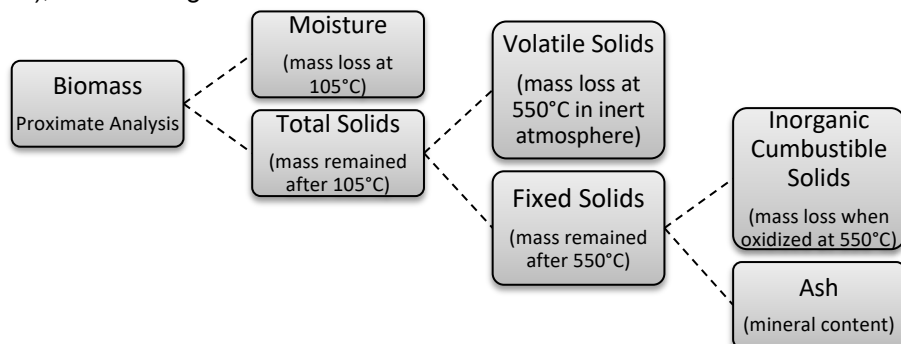 Biomass
Proximate Analysis
Moisture
(mass loss at
105°C)
Total Solids
(mass remained
after 105°C)
Volatile Solids
(mass loss at
550°C in inert
atmosphere)
Fixed Solids
(mass remained
after 550°C)
Inorganic
Cumbustible
Solids
(mass loss when
oxidized at 550°C)
Ash
(mineral content)